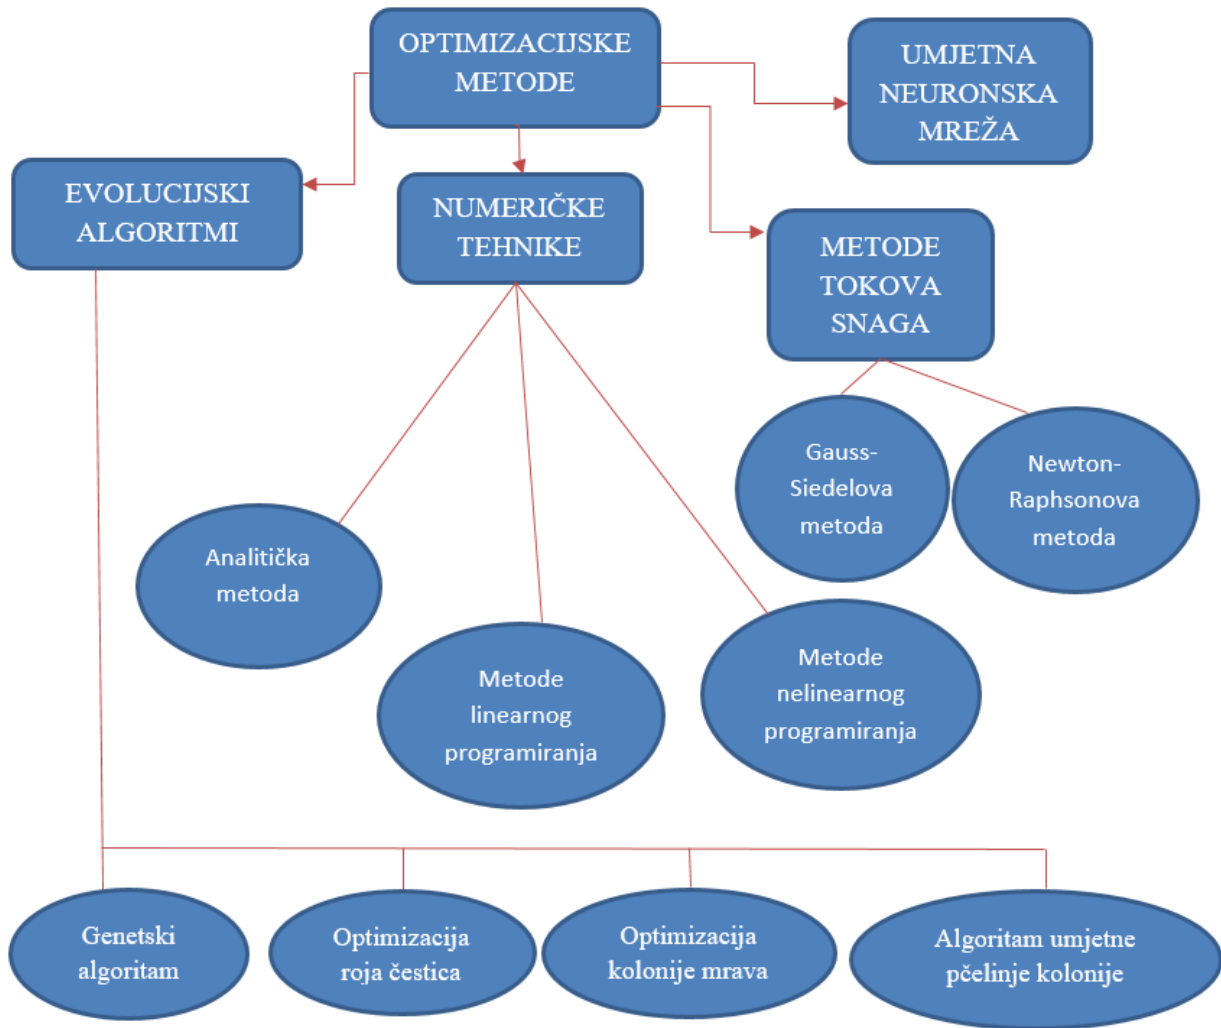 OPTIMIZACIJSKE
METODE
UMJETNA
NEURONSKA
MREŽA
EVOLUCIJSKI
ALGORITMI
NUMERIČKE
TEHNIKE
METODE
TOKOVA
SNAGA
Gauss-
Siedelova
metoda
Newton-
Raphsonova
metoda
Analitička
metoda
Metode
linearnog
programiranja
Metode
nelinearnog
programiranja
Genetski
algoritam
Optimizacija
roja čestica
Optimizacija
kolonije mrava
Algoritam umjetne
pčelinje kolonije